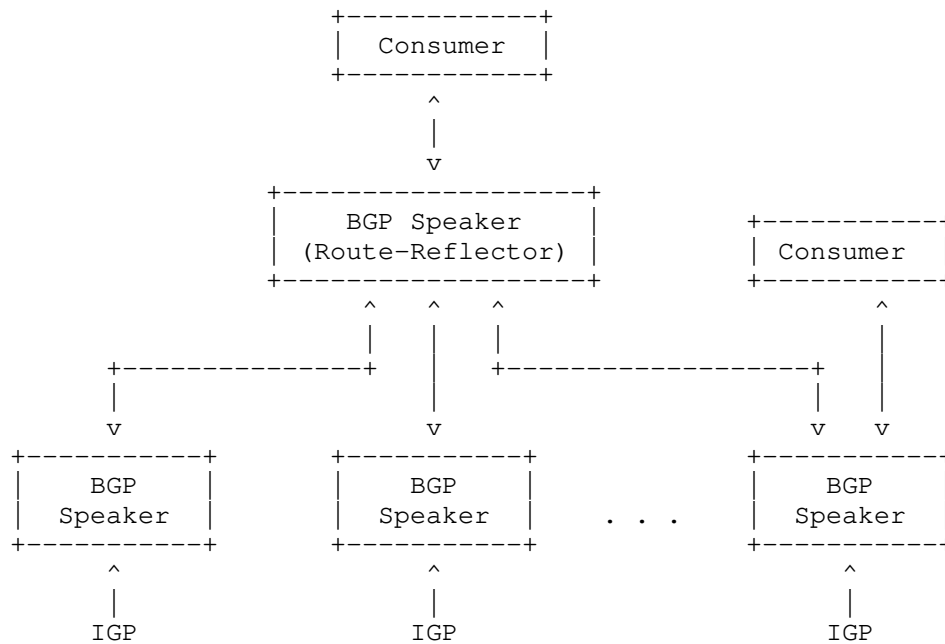 Consumer
BGP Speaker
(Route-Reflector)
Consumer
BGP
Speaker
BGP
Speaker
. . .
BGP
Speaker
IGP
IGP
IGP